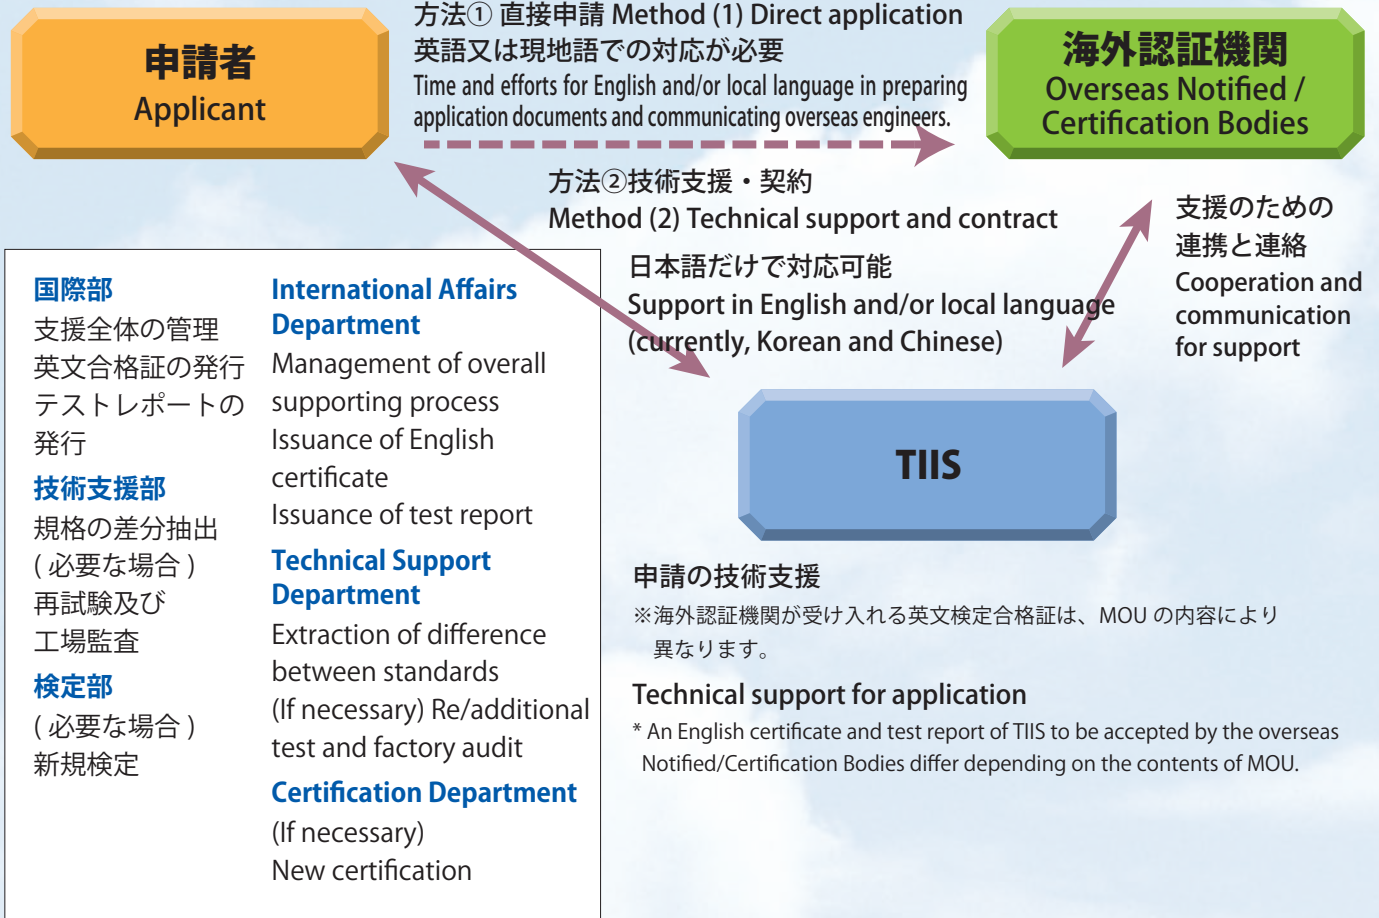 申請者
Applicant
方法① 直接申請 Method (1) Direct application
英語又は現地語での対応が必要
Time and efforts for English and/or local language in preparing
application documents and communicating overseas engineers.
海外認証機関
Overseas Notified /
Certification Bodies
方法②技術支援・契約
Method (2) Technical support and contract
日本語だけで対応可能
Support in English and/or local language
(currently, Korean and Chinese)
支援のための
連携と連絡
Cooperation and
communication
for support
国際部
支援全体の管理
英文合格証の発行
テストレポートの
発行
技術支援部
規格の差分抽出
( 必要な場合 )
再試験及び
工場監査
検定部
( 必要な場合 )
新規検定
International Affairs
Department
Management of overall
supporting process
Issuance of English
certificate
Issuance of test report
Technical Support
Department
Extraction of difference
between standards
(If necessary) Re/additional
test and factory audit
Certification Department
(If necessary)
New certification
TIIS
申請の技術支援
※海外認証機関が受け入れる英文検定合格証は、MOU の内容により
異なります。
Technical support for application
* An English certificate and test report of TIIS to be accepted by the overseas
Notified/Certification Bodies differ depending on the contents of MOU.